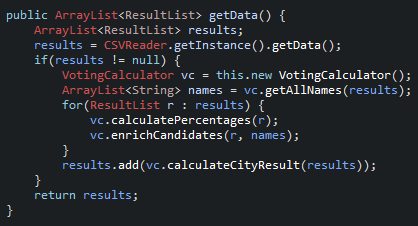 public ArrayList<ResultList> getData() {
    ArrayList<ResultList> results;
    results = CSVReader.getInstance().getData();
    if(results != null) {
        VotingCalculator vc = this.new VotingCalculator();
        ArrayList<String> names = vc.getAllNames(results);
        for(ResultList r : results) {
            vc.calculatePercentages(r);
            vc.enrichCandidates(r, names);
        }
        results.add(vc.calculateCityResult(results));
    }
    return results;
}